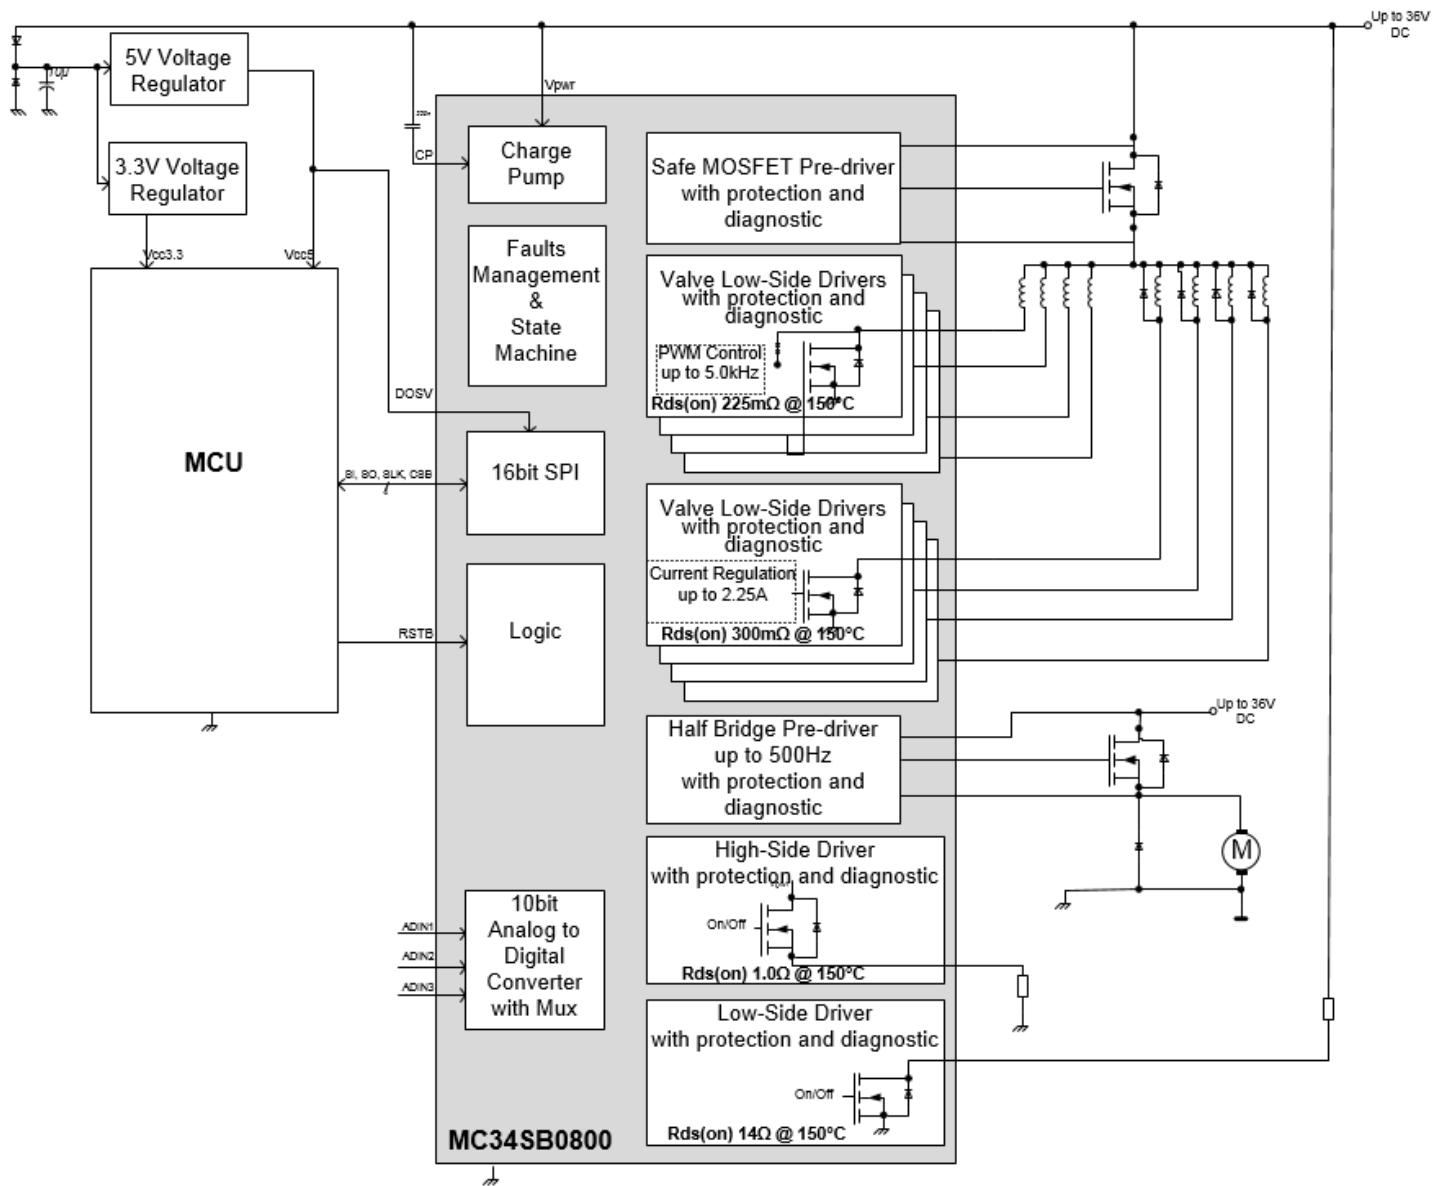 Up to 36V
DC
5V Voltage
Regulator
10µ
3.3V Voltage
Regulator
Vcc3.3
Vcc5
MCU
Vpwr
CP
Charge
Pump
Faults
Management
&
State
Machine
DOSV
16bit SPI
SI, SO, SLK, CSB
Logic
RSTB
10bit
Analog to
Digital
Converter
with Mux
ADIN1
ADIN2
ADIN3
MC34SB0800
Safe MOSFET Pre-driver
with protection and
diagnostic
Valve Low-Side Drivers
with protection and
diagnostic
PWM Control
up to 5.0kHz
Rds(on) 225mΩ @ 150°C
Valve Low-Side Drivers
with protection and
diagnostic
Current Regulation
up to 2.25A
Rds(on) 300mΩ @ 150°C
Half Bridge Pre-driver
up to 500Hz
with protection and
diagnostic
Up to 36V
DC
M
High-Side Driver
with protection and diagnostic
On/Off
Rds(on) 1.0Ω @ 150°C
Low-Side Driver
with protection and diagnostic
On/Off
Rds(on) 14Ω @ 150°C